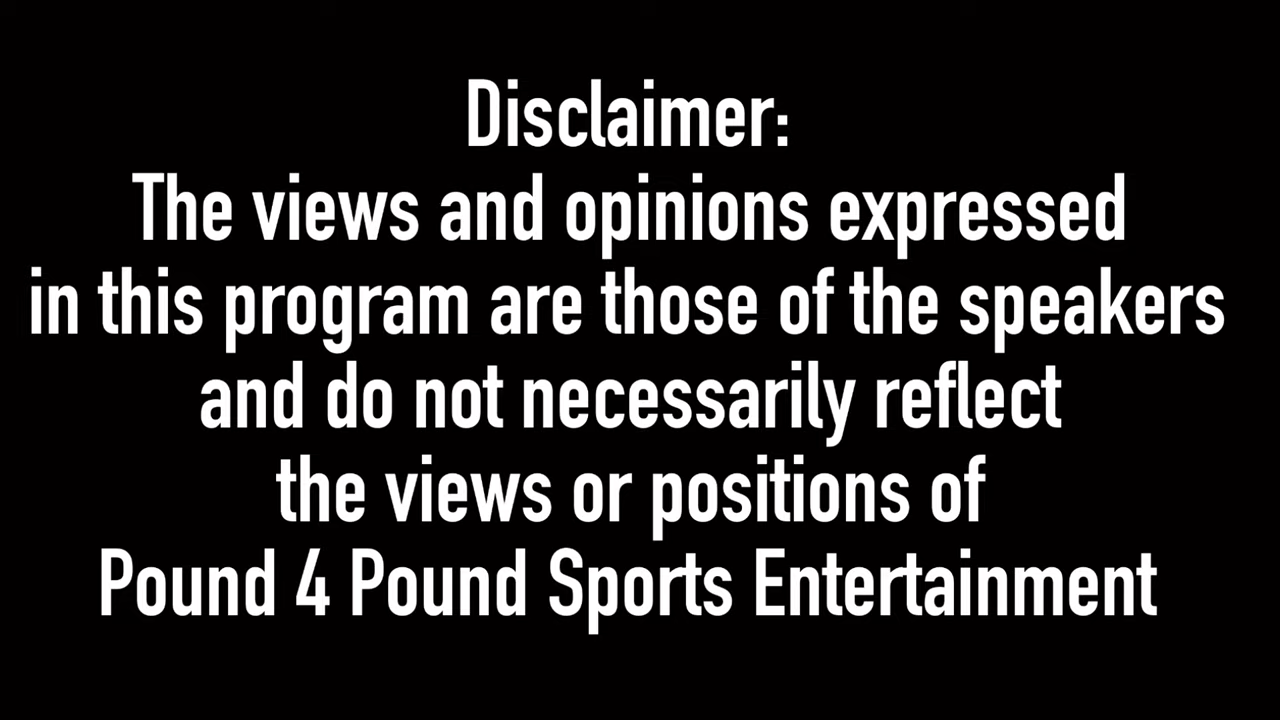 Disclaimer:
The views and opinions expressed
in this program are those of the speakers
and do not necessarily reflect
the views or positions of
Pound 4 Pound Sports Entertainment